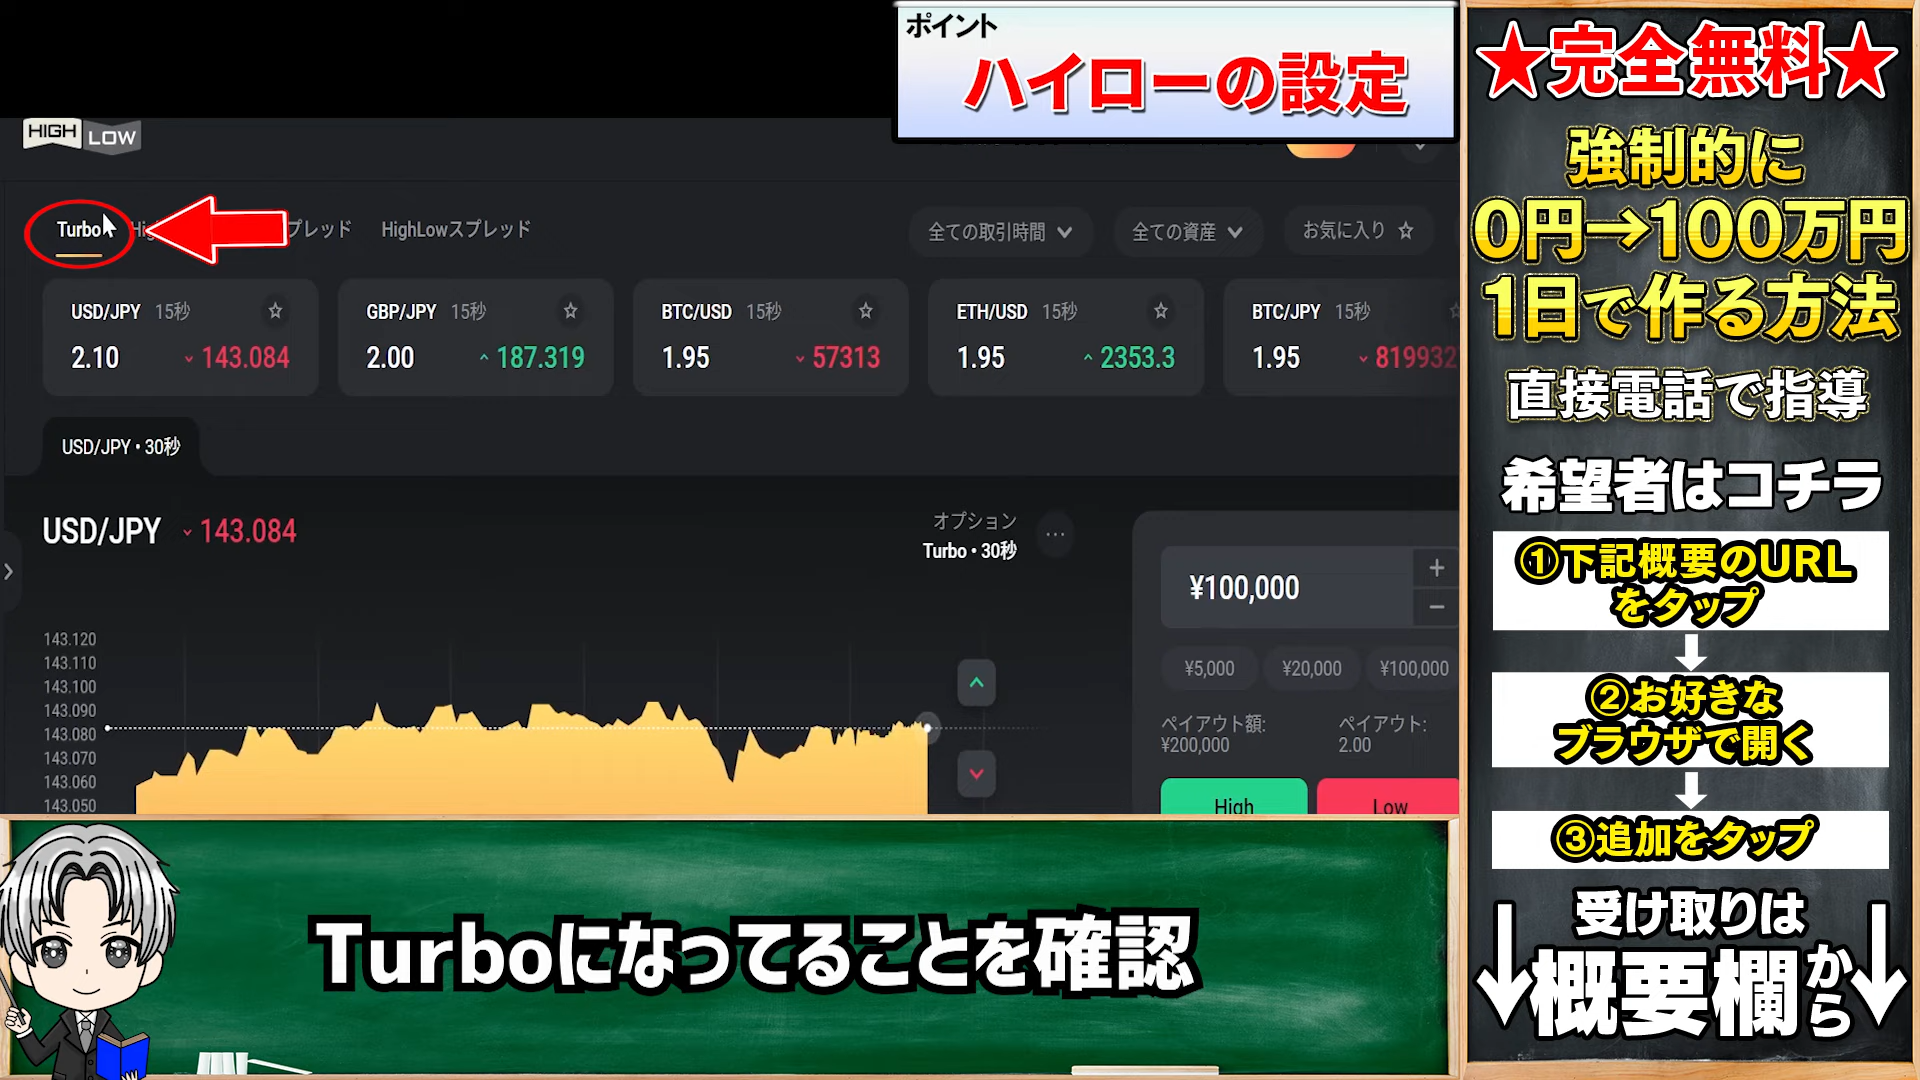 ポイント
ハイローの設定
HIGH LOW
Turbo
プレッド
HighLowスプレッド
全ての取引時間
全ての資産
お気に入り ☆
USD/JPY 15秒 ☆
2.10 143.084
GBP/JPY 15秒 ☆
2.00 187.319
BTC/USD 15秒 ☆
1.95 57313
ETH/USD 15秒 ☆
1.95 2353.3
BTC/JPY 15秒
1.95 819932
USD/JPY • 30秒
USD/JPY 143.084
オプション
Turbo • 30秒
...
¥100,000
+
−
¥5,000 ¥20,000 ¥100,000
ペイアウト額:
¥200,000
ペイアウト:
2.00
High
Low
143.120
143.110
143.100
143.090
143.080
143.070
143.060
143.050
Turboになってることを確認
★完全無料★
強制的に
0円→100万円
1日で作る方法
直接電話で指導
希望者はコチラ
①下記概要のURL
をタップ
②お好きな
ブラウザで開く
③追加をタップ
受け取りは
概要欄から